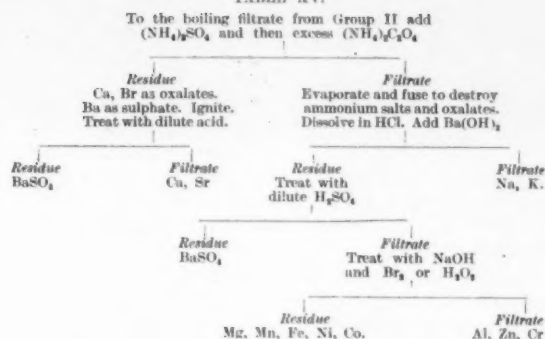 To the boiling filtrate from Group II add
(NH₄)₂SO₄ and then excess (NH₄)₂C₂O₄
Residue
Ca, Br as oxalates.
Ba as sulphate. Ignite.
Treat with dilute acid.
Filtrate
Evaporate and fuse to destroy
ammonium salts and oxalates.
Dissolve in HCl. Add Ba(OH)₂
Residue
BaSO₄
Filtrate
Ca, Sr
Residue
Treat with
dilute H₂SO₄
Filtrate
Na, K.
Residue
BaSO₄
Filtrate
Treat with NaOH
and Br₂ or H₂O₂
Residue
Mg, Mn, Fe, Ni, Co.
Filtrate
Al, Zn, Cr